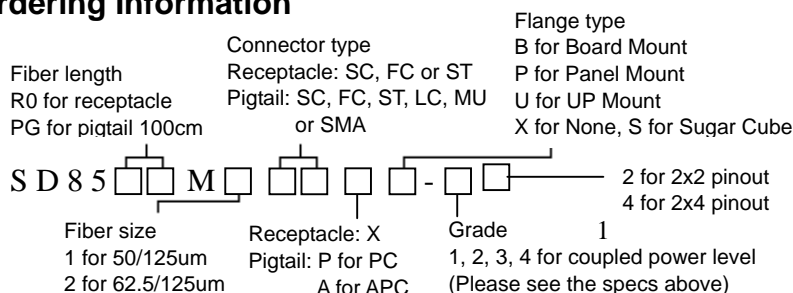 rdering Information
Flange type
B for Board Mount
P for Panel Mount
U for UP Mount
X for None, S for Sugar Cube
Connector type
Receptacle: SC, FC or ST
Pigtail: SC, FC, ST, LC, MU
or SMA
Fiber length
R0 for receptacle
PG for pigtail 100cm
SD85□□ M□ □□ □ □-□ □
2 for 2x2 pinout
4 for 2x4 pinout
Fiber size
1 for 50/125um
2 for 62.5/125um
Receptacle: X
Pigtail: P for PC
A for APC
Grade 1
1, 2, 3, 4 for coupled power level
(Please see the specs above)